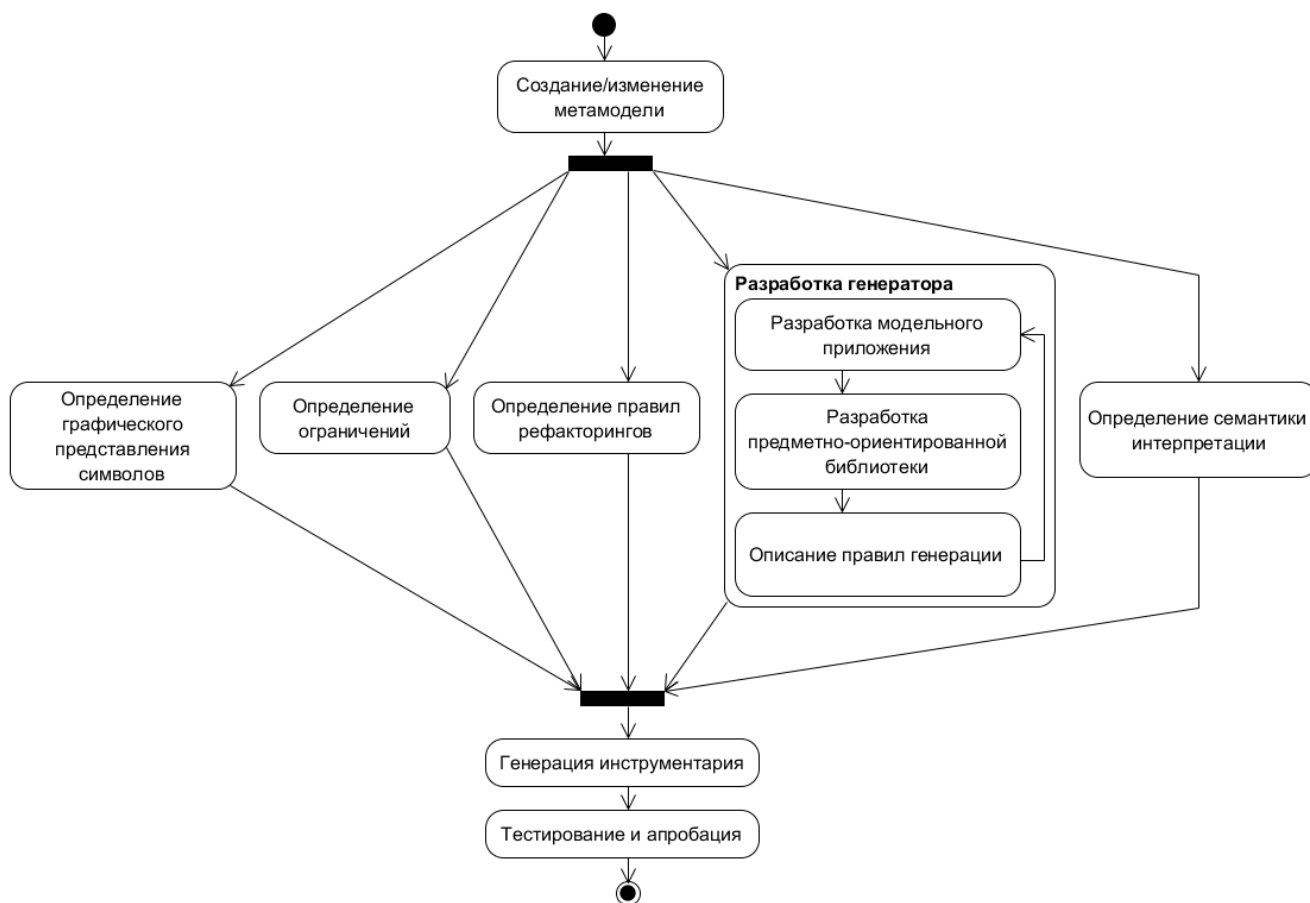 Создание/изменение
метамодели
Разработка генератора
Разработка модельного
приложения
Определение
графического
представления
символов
Определение
ограничений
Определение правил
рефакторингов
Разработка
предметно-ориентированной
библиотеки
Определение семантики
интерпретации
Описание правил генерации
Генерация инструментария
Тестирование и апробация